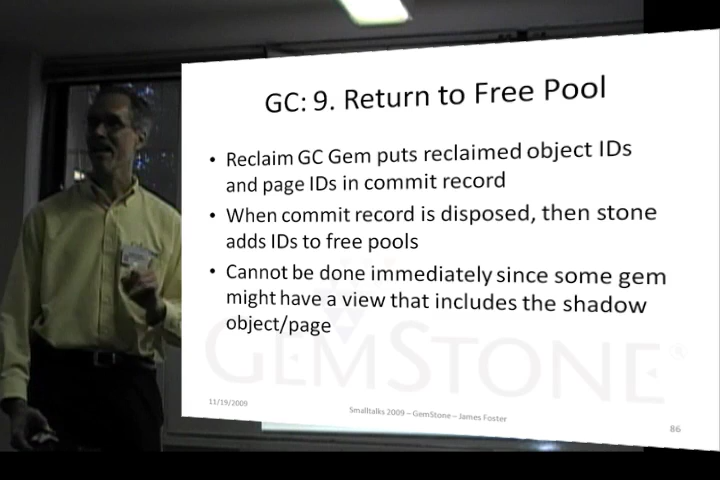 GC: 9. Return to Free Pool
• Reclaim GC Gem puts reclaimed object IDs
and page IDs in commit record
• When commit record is disposed, then stone
adds IDs to free pools
• Cannot be done immediately since some gem
might have a view that includes the shadow
object/page
GEMSTONE
11/19/2009
Smalltalks 2009 – GemStone – James Foster
86